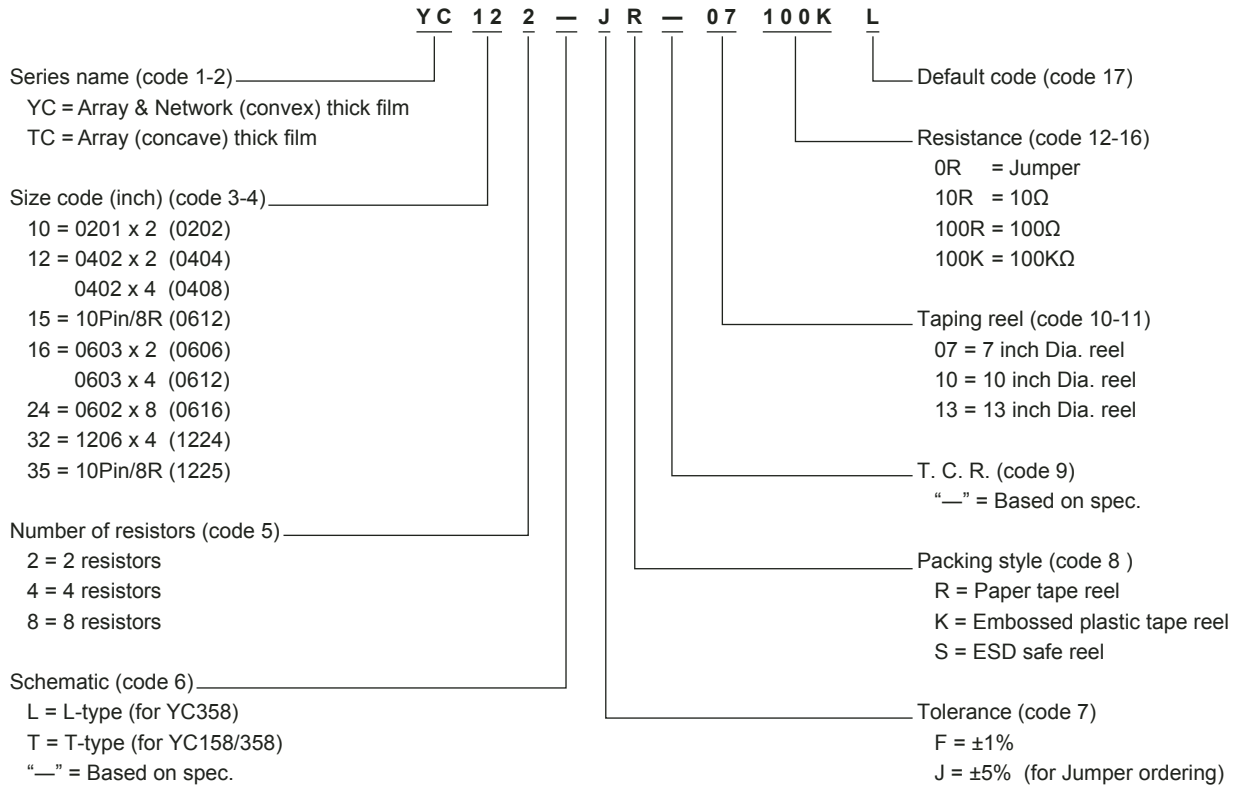 YC 12 2 — J R — 07 100K L
Series name (code 1-2)
YC = Array & Network (convex) thick film
TC = Array (concave) thick film
Size code (inch) (code 3-4)
10 = 0201 x 2 (0202)
12 = 0402 x 2 (0404)
0402 x 4 (0408)
15 = 10Pin/8R (0612)
16 = 0603 x 2 (0606)
0603 x 4 (0612)
24 = 0602 x 8 (0616)
32 = 1206 x 4 (1224)
35 = 10Pin/8R (1225)
Number of resistors (code 5)
2 = 2 resistors
4 = 4 resistors
8 = 8 resistors
Schematic (code 6)
L = L-type (for YC358)
T = T-type (for YC158/358)
“—” = Based on spec.
Default code (code 17)
Resistance (code 12-16)
0R = Jumper
10R = 10Ω
100R = 100Ω
100K = 100KΩ
Taping reel (code 10-11)
07 = 7 inch Dia. reel
10 = 10 inch Dia. reel
13 = 13 inch Dia. reel
T. C. R. (code 9)
“—” = Based on spec.
Packing style (code 8 )
R = Paper tape reel
K = Embossed plastic tape reel
S = ESD safe reel
Tolerance (code 7)
F = ±1%
J = ±5% (for Jumper ordering)